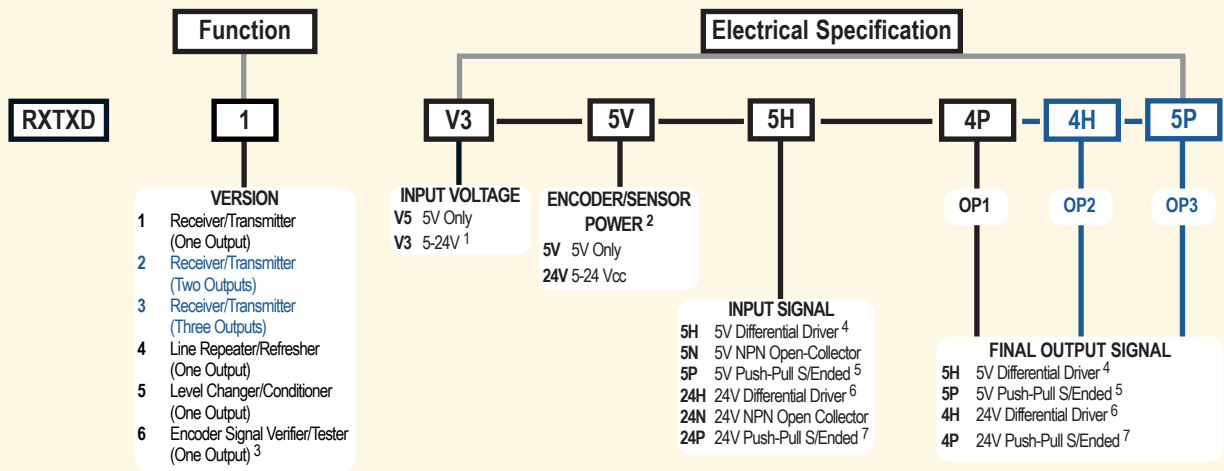 Function
Electrical Specification
RXTXD
1
V3
5V
5H
4P
4H
5P
VERSION
1 Receiver/Transmitter
(One Output)
2 Receiver/Transmitter
(Two Outputs)
3 Receiver/Transmitter
(Three Outputs)
4 Line Repeater/Refresher
(One Output)
5 Level Changer/Conditioner
(One Output)
6 Encoder Signal Verifier/Tester
(One Output) 3
INPUT VOLTAGE
V5 5V Only
V3 5-24V 1
ENCODER/SENSOR
POWER 2
5V 5V Only
24V 5-24 Vcc
INPUT SIGNAL
5H 5V Differential Driver 4
5N 5V NPN Open-Collector
5P 5V Push-Pull S/Ended 5
24H 24V Differential Driver 6
24N 24V NPN Open Collector
24P 24V Push-Pull S/Ended 7
OP1
OP2
OP3
FINAL OUTPUT SIGNAL
5H 5V Differential Driver 4
5P 5V Push-Pull S/Ended 5
4H 24V Differential Driver 6
4P 24V Push-Pull S/Ended 7